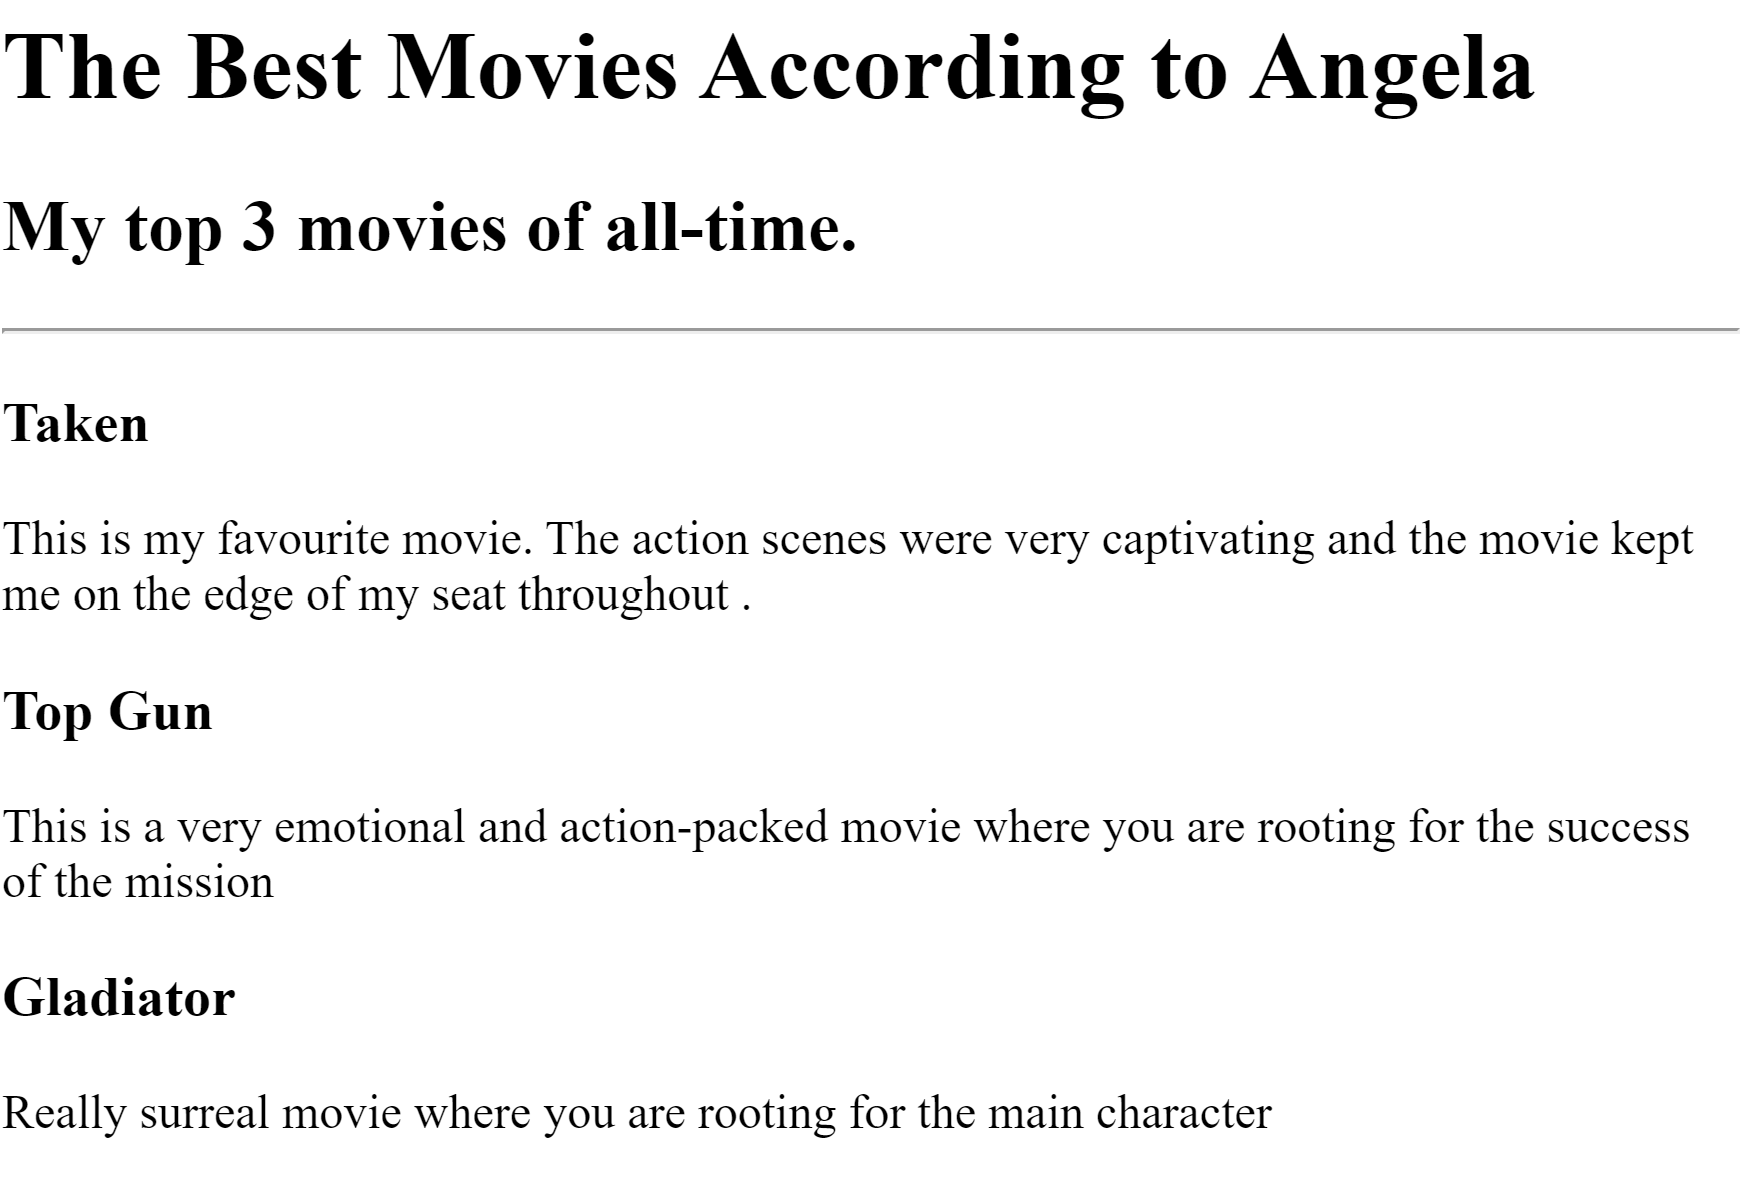 The Best Movies According to Angela
My top 3 movies of all-time.
Taken
This is my favourite movie. The action scenes were very captivating and the movie kept
me on the edge of my seat throughout .
Top Gun
This is a very emotional and action-packed movie where you are rooting for the success
of the mission
Gladiator
Really surreal movie where you are rooting for the main character